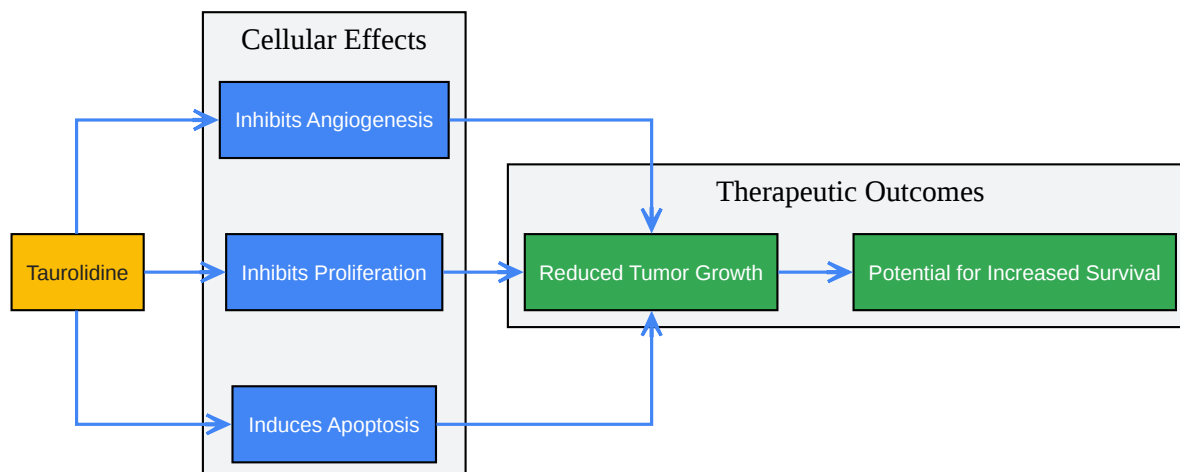 Cellular Effects
Inhibits Angiogenesis
Therapeutic Outcomes
Taurolidine
Inhibits Proliferation
Reduced Tumor Growth
Potential for Increased Survival
Induces Apoptosis